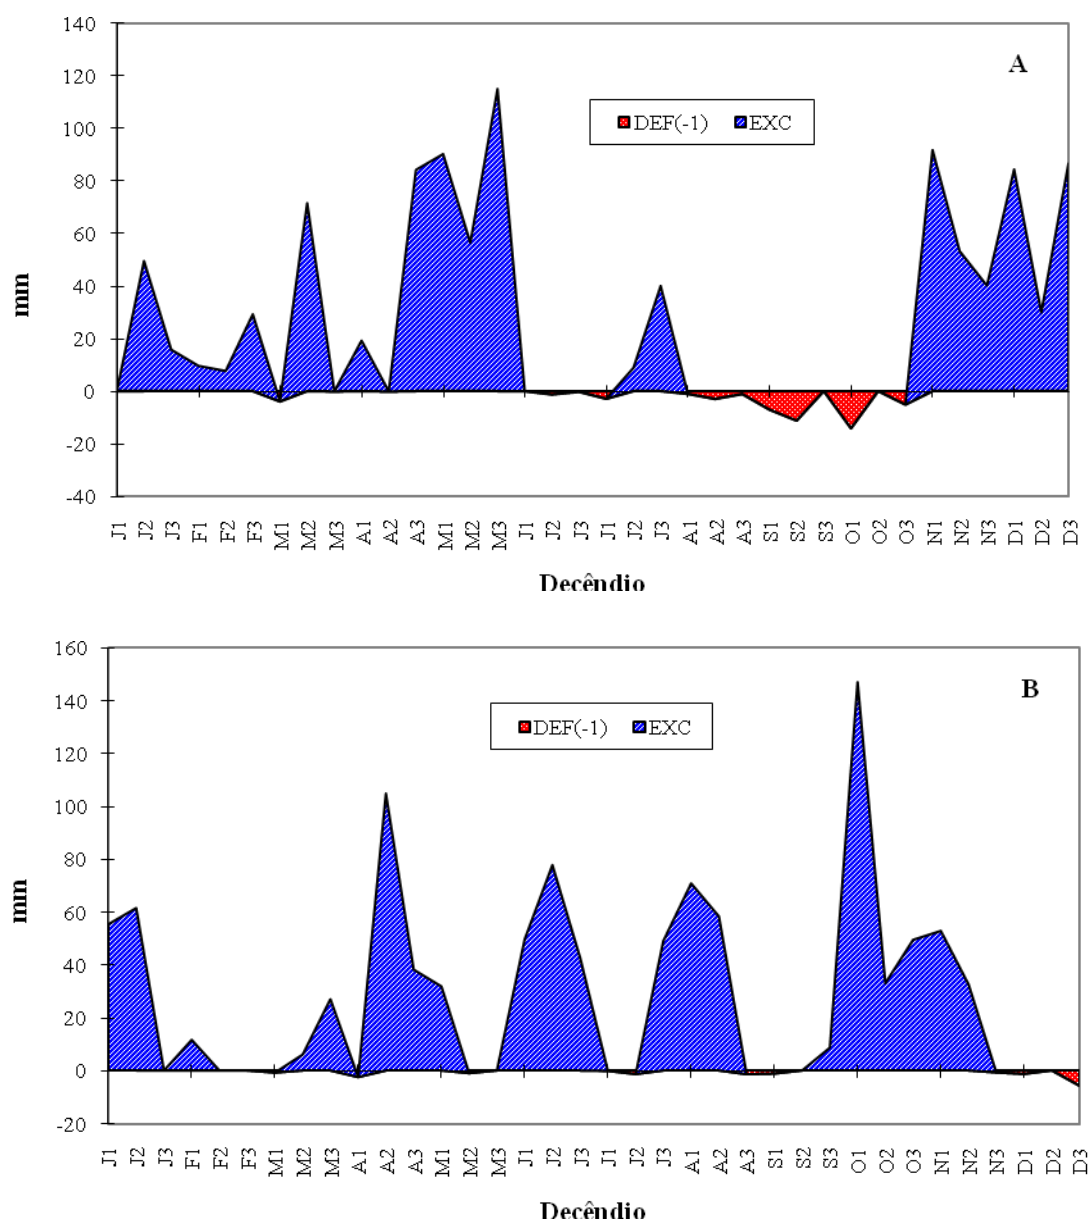 140
A
120
DEF(-1) EXC
100
80
60
40
mm
20
0
-20
-40
J1 J2 J3 F1 F2 F3 M1 M2 M3 A1 A2 A3 M1 M2 M3 J1 J2 J3 J1 J2 J3 A1 A2 A3 S1 S2 S3 O1 O2 O3 N1 N2 N3 D1 D2 D3
Decêndio
160
B
140
DEF(-1) EXC
120
100
80
60
mm
40
20
0
-20
J1 J2 J3 F1 F2 F3 M1 M2 M3 A1 A2 A3 M1 M2 M3 J1 J2 J3 J1 J2 J3 A1 A2 A3 S1 S2 S3 O1 O2 O3 N1 N2 N3 D1 D2 D3
Decêndio